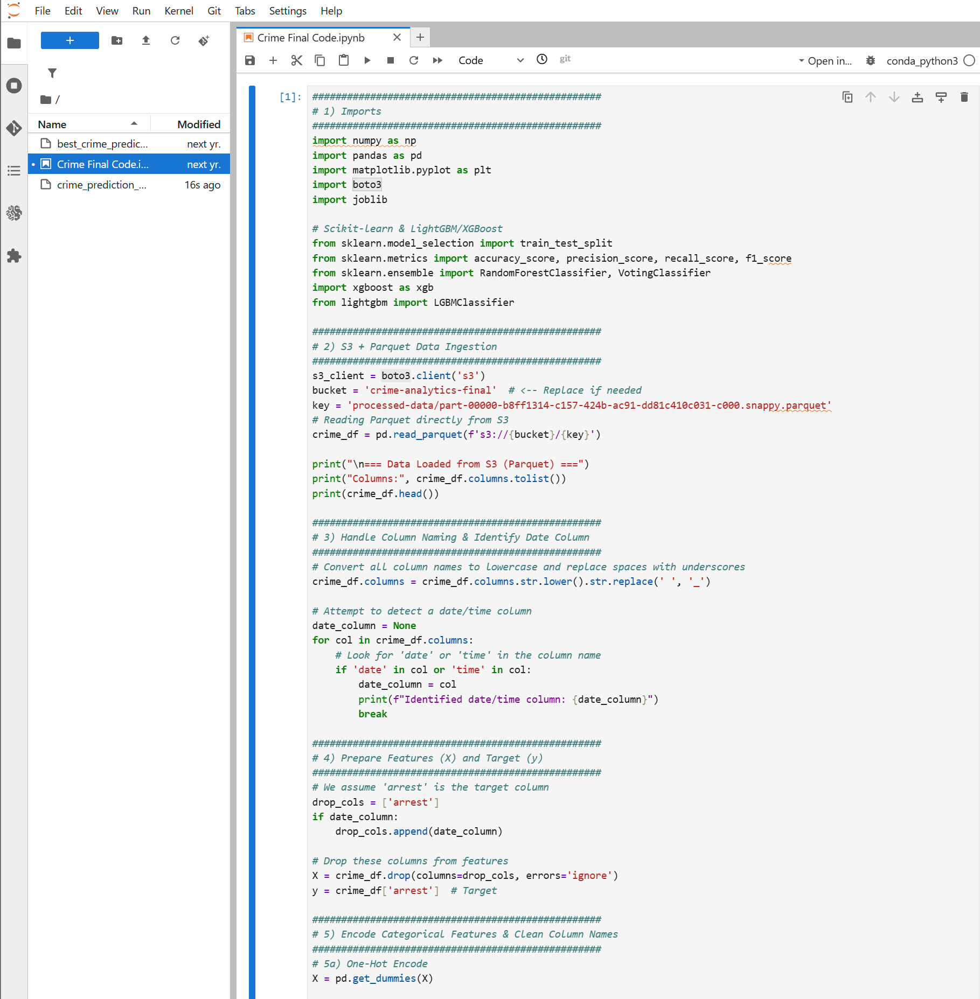 File Edit View Run Kernel Git Tabs Settings Help
Crime Final Code.ipynb
Code git Open in... conda_python3
/
Name Modified
best_crime_predic... next yr.
Crime Final Code.i... next yr.
crime_prediction_... 16s ago
[1]:
##################################################
# 1) Imports
##################################################
import numpy as np
import pandas as pd
import matplotlib.pyplot as plt
import boto3
import joblib
# Scikit-learn & LightGBM/XGBoost
from sklearn.model_selection import train_test_split
from sklearn.metrics import accuracy_score, precision_score, recall_score, f1_score
from sklearn.ensemble import RandomForestClassifier, VotingClassifier
import xgboost as xgb
from lightgbm import LGBMClassifier
##################################################
# 2) S3 + Parquet Data Ingestion
##################################################
s3_client = boto3.client('s3')
bucket = 'crime-analytics-final'  # <-- Replace if needed
key = 'processed-data/part-00000-b8ff1314-c157-424b-ac91-dd81c410c031-c000.snappy.parquet'
# Reading Parquet directly from S3
crime_df = pd.read_parquet(f's3://{bucket}/{key}')
print("\n=== Data Loaded from S3 (Parquet) ===")
print("Columns:", crime_df.columns.tolist())
print(crime_df.head())
##################################################
# 3) Handle Column Naming & Identify Date Column
##################################################
# Convert all column names to lowercase and replace spaces with underscores
crime_df.columns = crime_df.columns.str.lower().str.replace(' ', '_')
# Attempt to detect a date/time column
date_column = None
for col in crime_df.columns:
    # Look for 'date' or 'time' in the column name
    if 'date' in col or 'time' in col:
        date_column = col
        print(f"Identified date/time column: {date_column}")
        break
##################################################
# 4) Prepare Features (X) and Target (y)
##################################################
# We assume 'arrest' is the target column
drop_cols = ['arrest']
if date_column:
    drop_cols.append(date_column)
# Drop these columns from features
X = crime_df.drop(columns=drop_cols, errors='ignore')
y = crime_df['arrest']  # Target
##################################################
# 5) Encode Categorical Features & Clean Column Names
##################################################
# 5a) One-Hot Encode
X = pd.get_dummies(X)